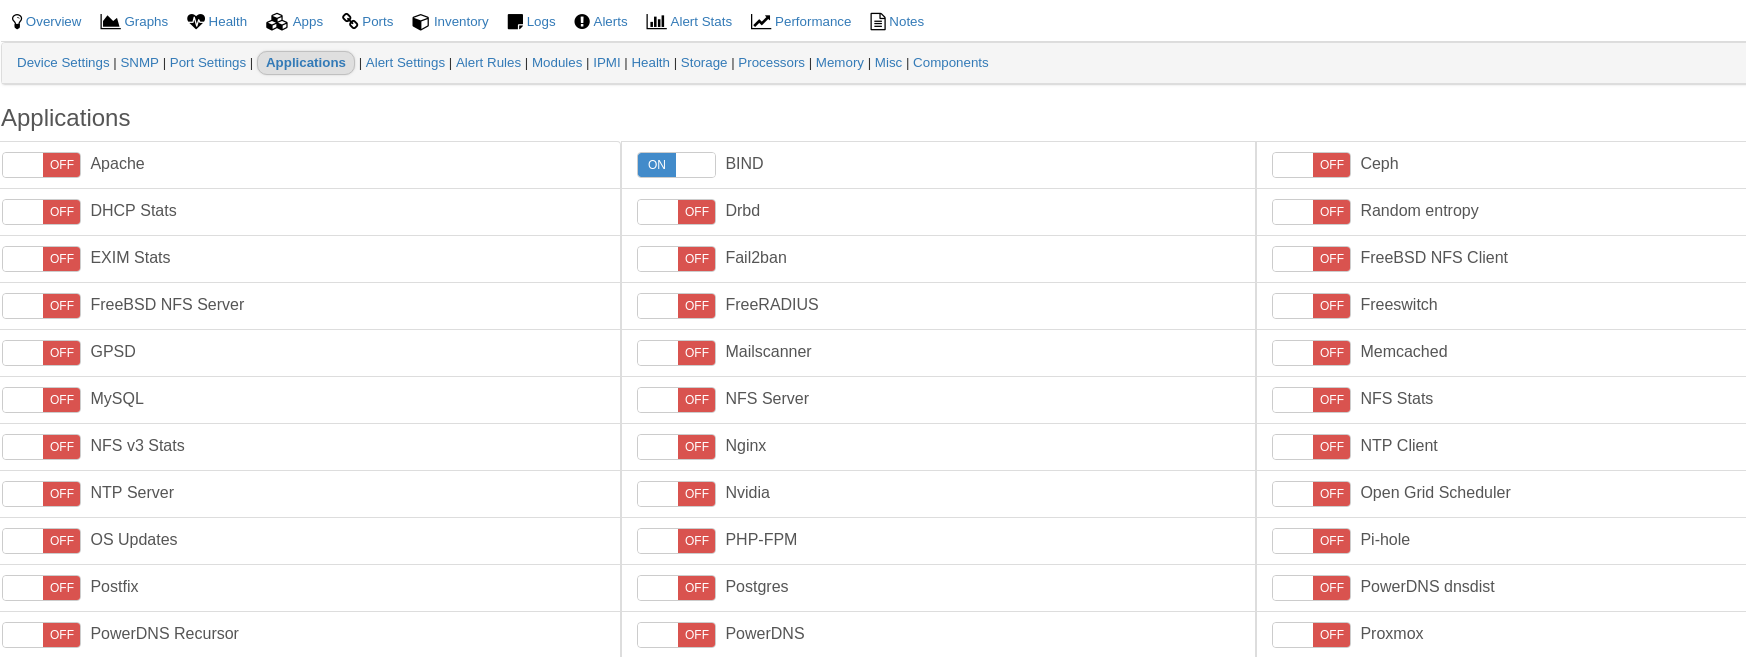 Overview Graphs Health Apps Ports Inventory Logs Alerts Alert Stats Performance Notes
Device Settings | SNMP | Port Settings | Applications | Alert Settings | Alert Rules | Modules | IPMI | Health | Storage | Processors | Memory | Misc | Components
Applications
OFF Apache ON BIND OFF Ceph
OFF DHCP Stats OFF Drbd OFF Random entropy
OFF EXIM Stats OFF Fail2ban OFF FreeBSD NFS Client
OFF FreeBSD NFS Server OFF FreeRADIUS OFF Freeswitch
OFF GPSD OFF Mailscanner OFF Memcached
OFF MySQL OFF NFS Server OFF NFS Stats
OFF NFS v3 Stats OFF Nginx OFF NTP Client
OFF NTP Server OFF Nvidia OFF Open Grid Scheduler
OFF OS Updates OFF PHP-FPM OFF Pi-hole
OFF Postfix OFF Postgres OFF PowerDNS dnsdist
OFF PowerDNS Recursor OFF PowerDNS OFF Proxmox